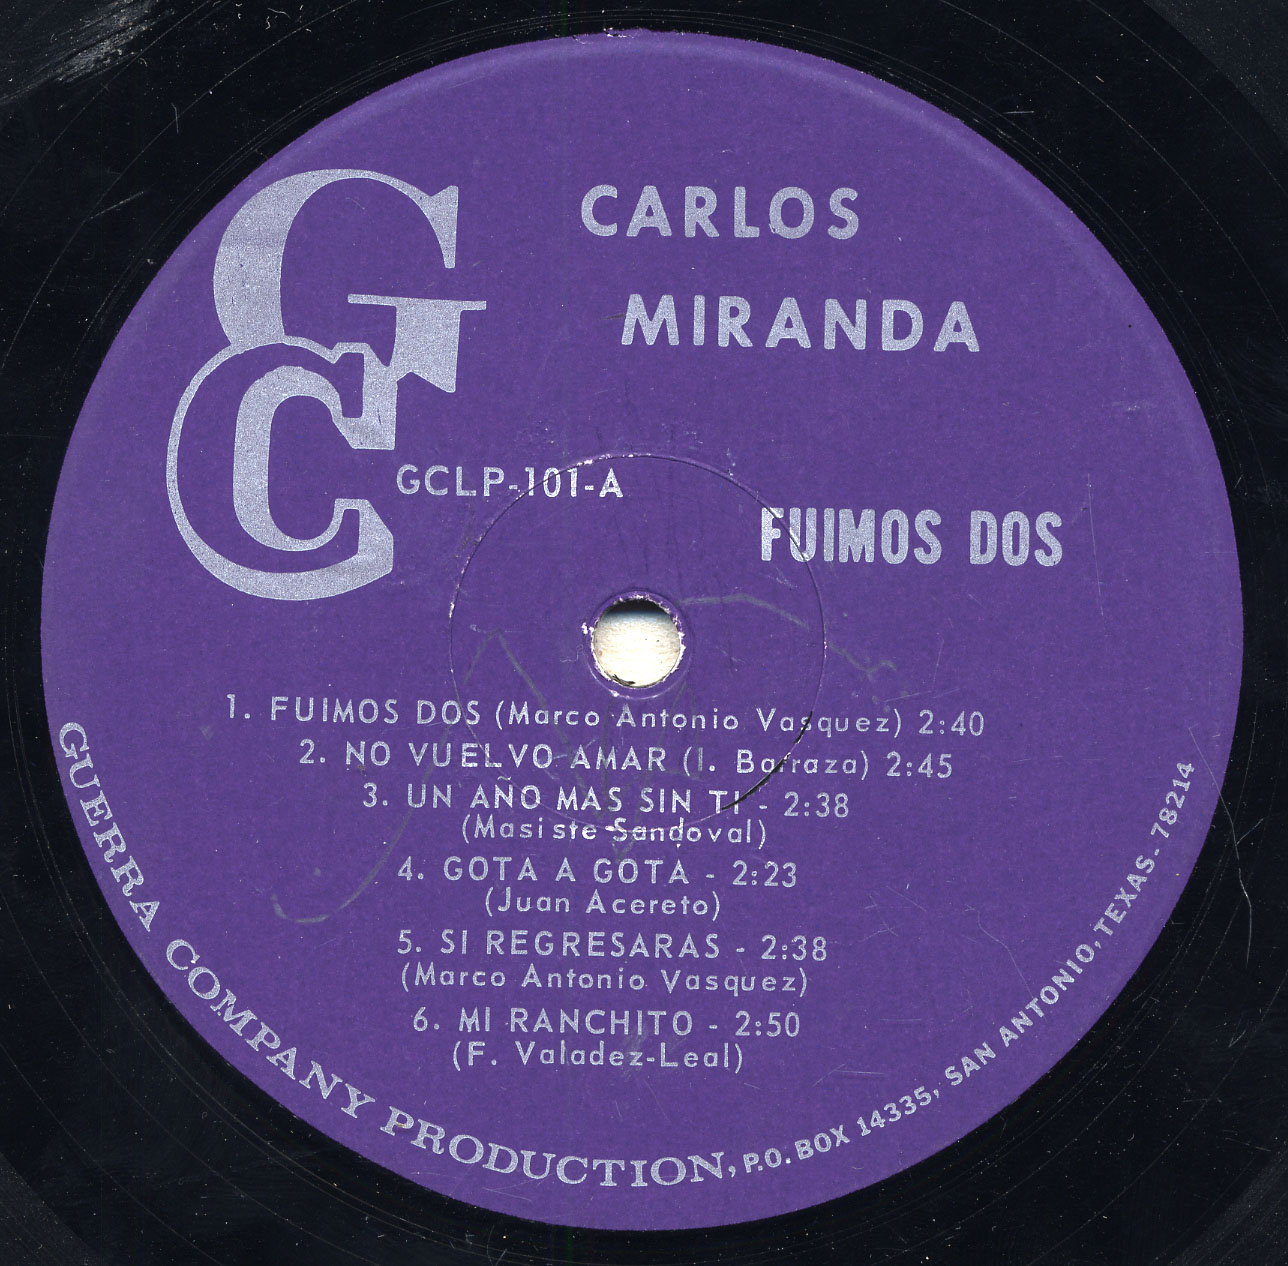 GC
CARLOS
MIRANDA
GCLP-101-A
FUIMOS DOS
1. FUIMOS DOS (Marco Antonio Vasquez) 2:40
2. NO VUELVO AMAR (I. Barraza) 2:45
3. UN AÑO MAS SIN TI - 2:38
(Masiste Sandoval)
4. GOTA A GOTA - 2:23
(Juan Acereto)
5. SI REGRESARAS - 2:38
(Marco Antonio Vasquez)
6. MI RANCHITO - 2:50
(F. Valadez-Leal)
GUERRA COMPANY PRODUCTION, P.O. BOX 14335, SAN ANTONIO, TEXAS - 78214